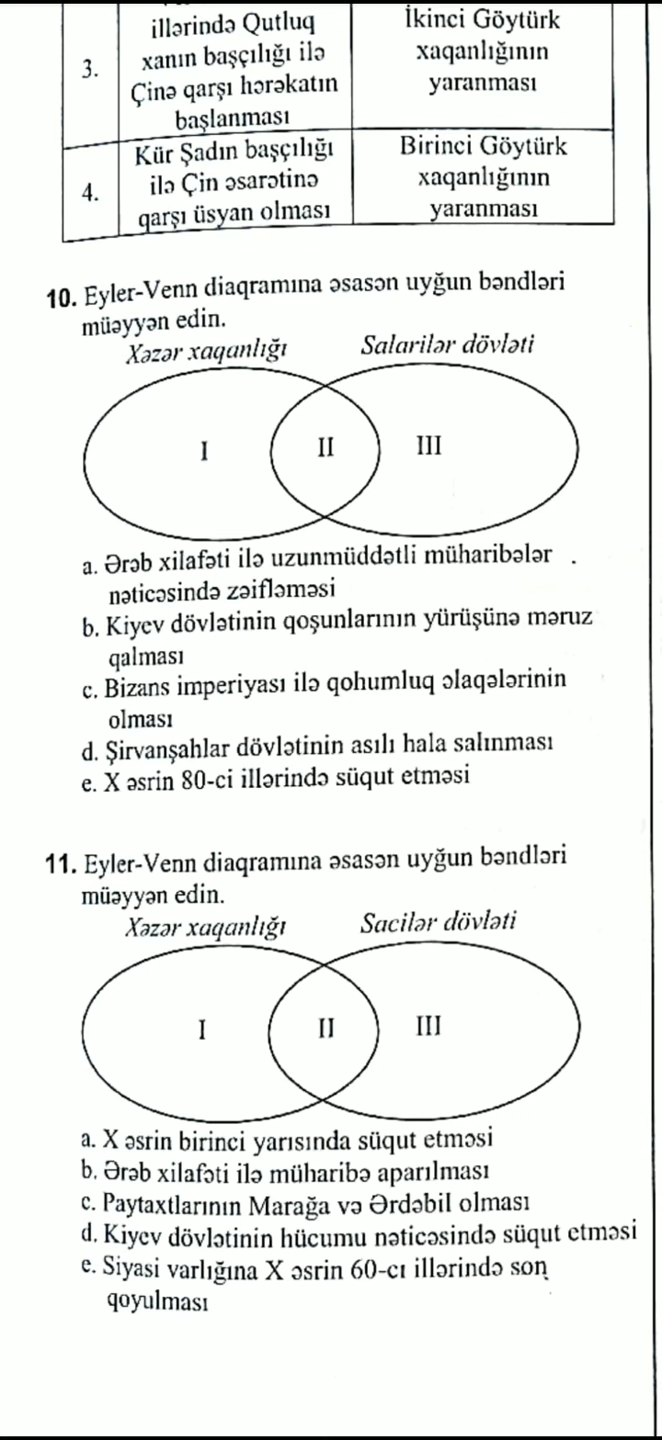 3.
illərində Qutluq
xanın başçılığı ilə
Çinə qarşı hərəkatın
başlanması
İkinci Göytürk
xaqanlığının
yaranması
4.
Kür Şadın başçılığı
ilə Çin əsarətinə
qarşı üsyan olması
Birinci Göytürk
xaqanlığının
yaranması
10. Eyler-Venn diaqramına əsasən uyğun bəndləri
müəyyən edin.
Xəzər xaqanlığı Salarilər dövləti
I II III
a. Ərəb xilafəti ilə uzunmüddətli müharibələr
nəticəsində zəifləməsi
b. Kiyev dövlətinin qoşunlarının yürüşünə məruz
qalması
c. Bizans imperiyası ilə qohumluq əlaqələrinin
olması
d. Şirvanşahlar dövlətinin asılı hala salınması
e. X əsrin 80-ci illərində süqut etməsi
11. Eyler-Venn diaqramına əsasən uyğun bəndləri
müəyyən edin.
Xəzər xaqanlığı Sacilər dövləti
I II III
a. X əsrin birinci yarısında süqut etməsi
b. Ərəb xilafəti ilə müharibə aparılması
c. Paytaxtlarının Marağa və Ərdəbil olması
d. Kiyev dövlətinin hücumu nəticəsində süqut etməsi
e. Siyasi varlığına X əsrin 60-cı illərində son
qoyulması